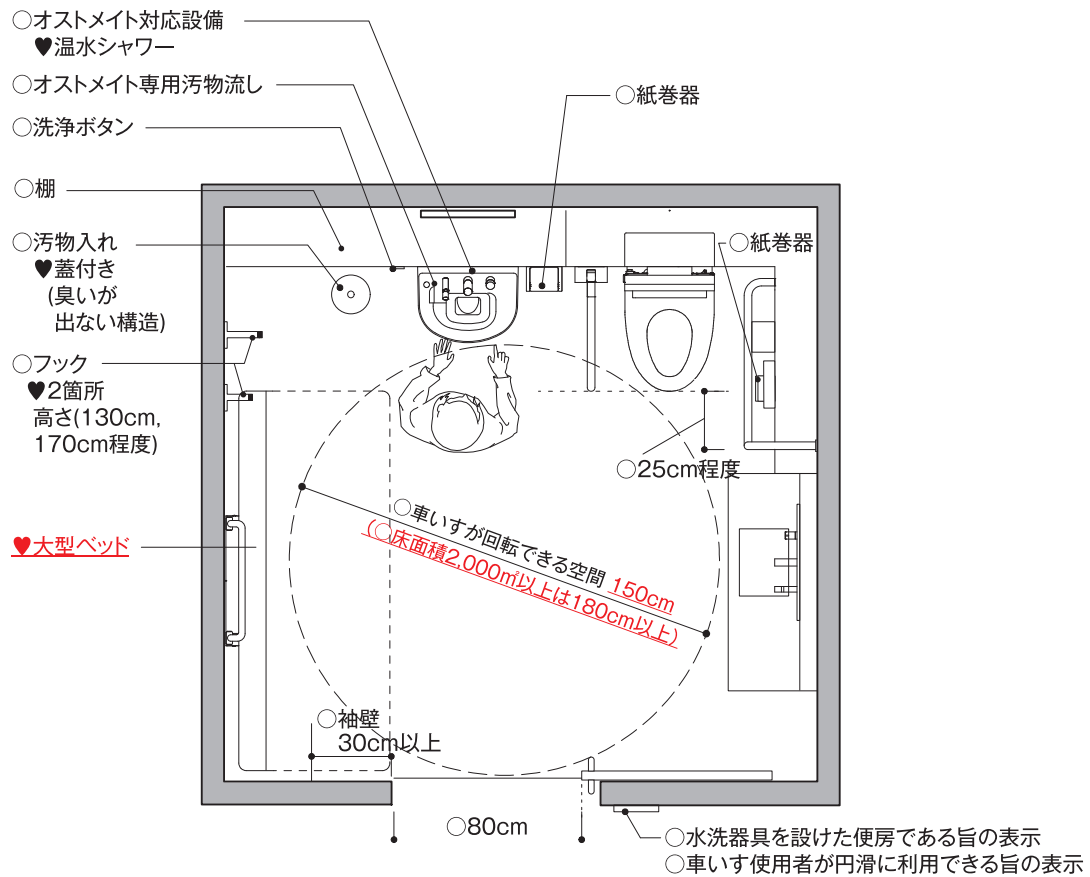 ○オストメイト対応設備
♥温水シャワー
○オストメイト専用汚物流し
○洗浄ボタン
○棚
○汚物入れ
♥蓋付き
(臭いが
出ない構造)
○フック
♥2箇所
高さ(130cm,
170cm程度)
♥大型ベッド
○紙巻器
○紙巻器
○25cm程度
○車いすが回転できる空間 150cm
(○床面積2,000㎡以上は180cm以上)
○袖壁
30cm以上
○80cm
○水洗器具を設けた便房である旨の表示
○車いす使用者が円滑に利用できる旨の表示